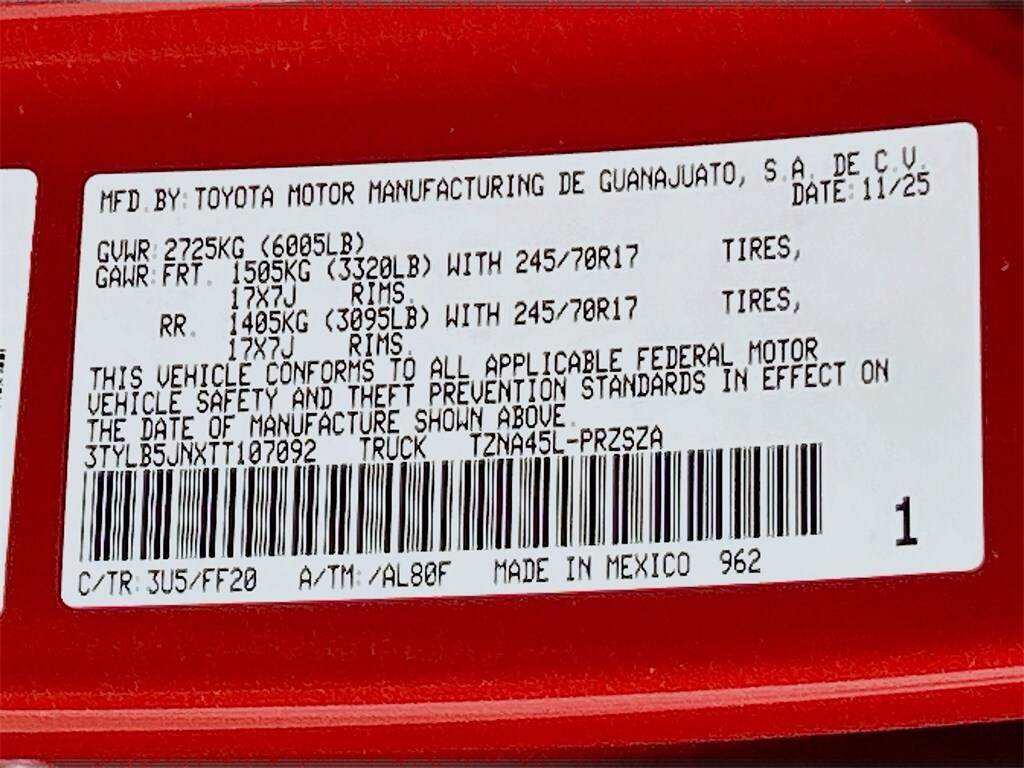 MFD.BY:TOYOTA MOTOR MANUFACTURING DE GUANAJUATO, S.A. DE C.V.
DATE:11/25
GVWR:2725KG (6005LB)
GAWR:FRT. 1505KG (3320LB) WITH 245/70R17 TIRES,
17X7J RIMS.
RR. 1405KG (3095LB) WITH 245/70R17 TIRES,
17X7J RIMS.
THIS VEHICLE CONFORMS TO ALL APPLICABLE FEDERAL MOTOR
VEHICLE SAFETY AND THEFT PREVENTION STANDARDS IN EFFECT ON
THE DATE OF MANUFACTURE SHOWN ABOVE.
3TYLB5JNXTT107092 TRUCK TZNA45L-PRZSZA
1
C/TR:3U5/FF20 A/TM:/AL80F MADE IN MEXICO 962